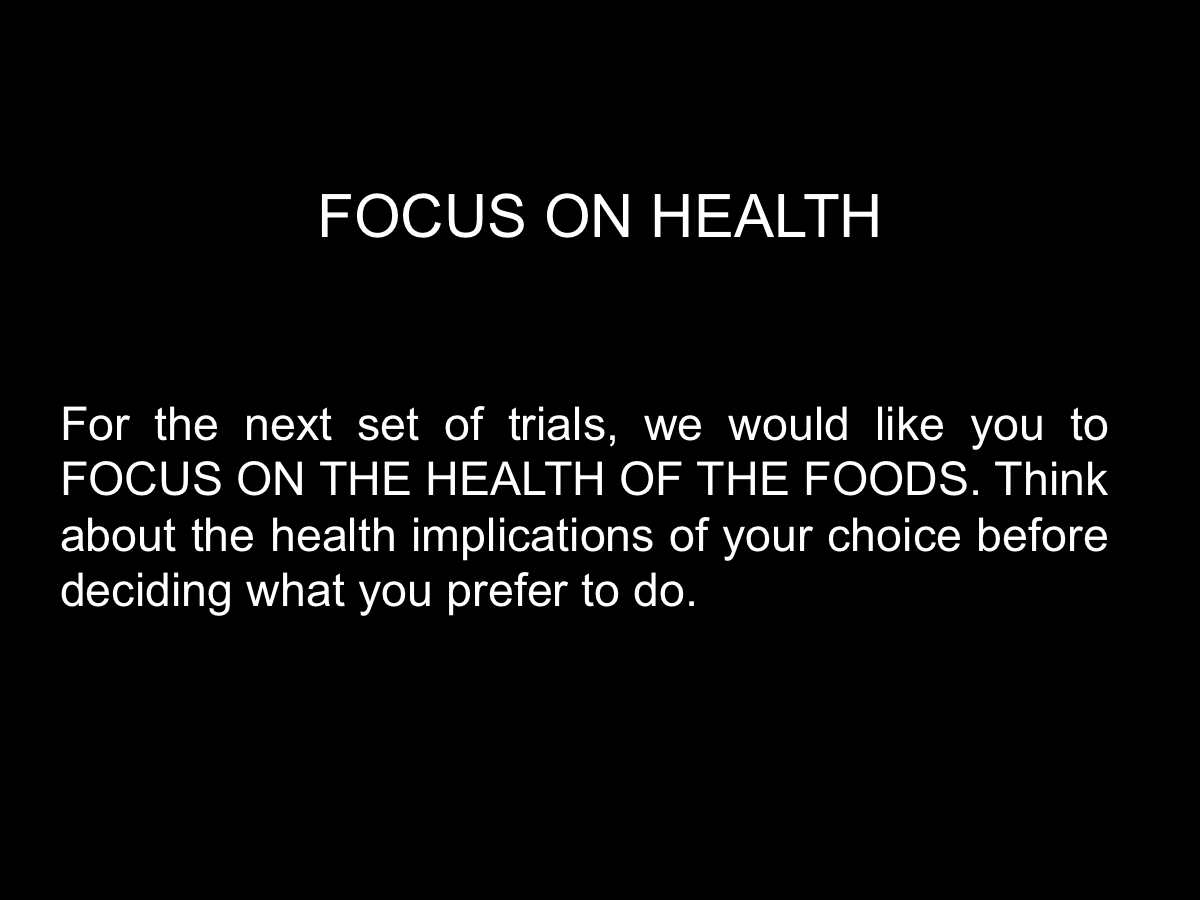 FOCUS ON HEALTH
For the next set of trials, we would like you to
FOCUS ON THE HEALTH OF THE FOODS. Think
about the health implications of your choice before
deciding what you prefer to do.